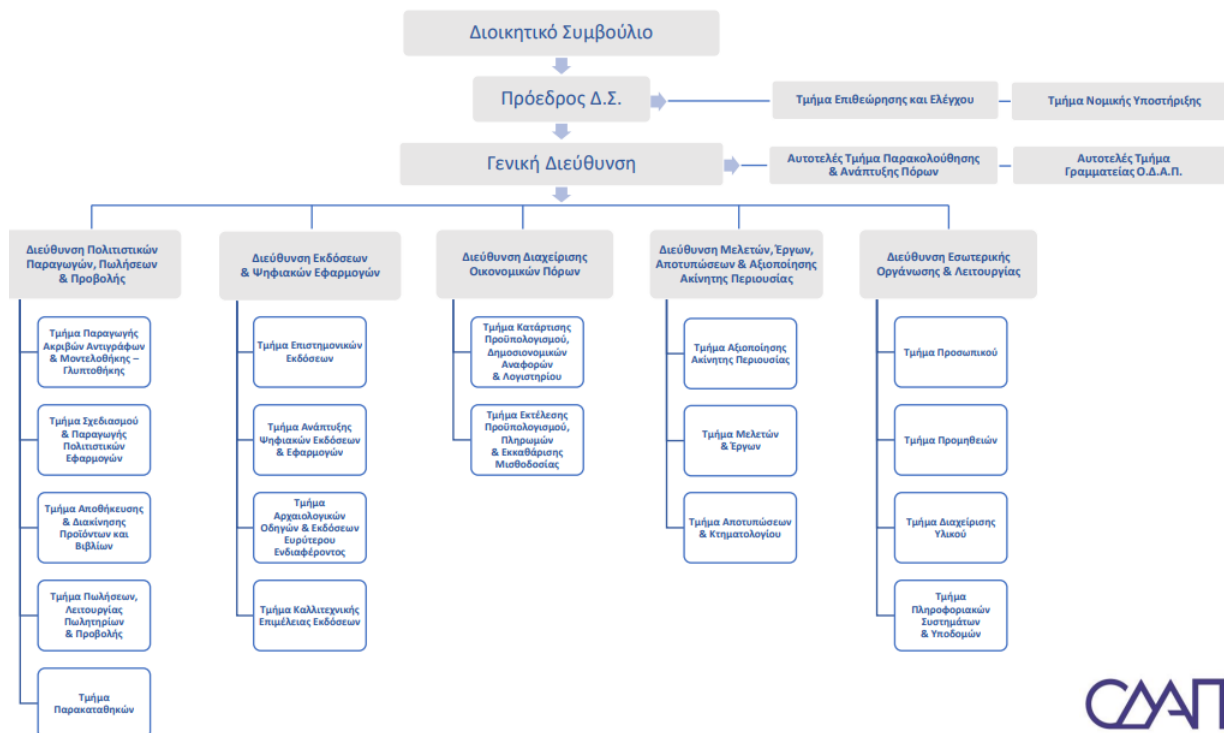 Διοικητικό Συμβούλιο
Πρόεδρος Δ.Σ.
Τμήμα Επιθεώρησης και Ελέγχου
Τμήμα Νομικής Υποστήριξης
Γενική Διεύθυνση
Αυτοτελές Τμήμα Παρακολούθησης
& Ανάπτυξης Πόρων
Αυτοτελές Τμήμα
Γραμματείας Ο.Δ.Α.Π.
Διεύθυνση Πολιτιστικών
Παραγωγών, Πωλήσεων
& Προβολής
Τμήμα Παραγωγής
Ακριβών Αντιγράφων
& Μοντελοθήκης –
Γλυπτοθήκης
Τμήμα Σχεδιασμού
& Παραγωγής
Πολιτιστικών
Εφαρμογών
Τμήμα Αποθήκευσης
& Διακίνησης
Προϊόντων και
Βιβλίων
Τμήμα Πωλήσεων,
Λειτουργίας
Πωλητηρίων
& Προβολής
Τμήμα
Παρακαταθηκών
Διεύθυνση Εκδόσεων
& Ψηφιακών Εφαρμογών
Τμήμα Επιστημονικών
Εκδόσεων
Τμήμα Ανάπτυξης
Ψηφιακών Εκδόσεων
& Εφαρμογών
Τμήμα
Αρχαιολογικών
Οδηγών & Εκδόσεων
Ευρύτερου
Ενδιαφέροντος
Τμήμα Καλλιτεχνικής
Επιμέλειας Εκδόσεων
Διεύθυνση Διαχείρισης
Οικονομικών Πόρων
Τμήμα Κατάρτισης
Προϋπολογισμού,
Δημοσιονομικών
Αναφορών
& Λογιστηρίου
Τμήμα Εκτέλεσης
Προϋπολογισμού,
Πληρωμών
& Εκκαθάρισης
Μισθοδοσίας
Διεύθυνση Μελετών, Έργων,
Αποτυπώσεων & Αξιοποίησης
Ακίνητης Περιουσίας
Τμήμα Αξιοποίησης
Ακίνητης Περιουσίας
Τμήμα Μελετών
& Έργων
Τμήμα Αποτυπώσεων
& Κτηματολογίου
Διεύθυνση Εσωτερικής
Οργάνωσης & Λειτουργίας
Τμήμα Προσωπικού
Τμήμα Προμηθειών
Τμήμα Διαχείρισης
Υλικού
Τμήμα
Πληροφοριακών
Συστημάτων
& Υποδομών
ΟΔΑΠ